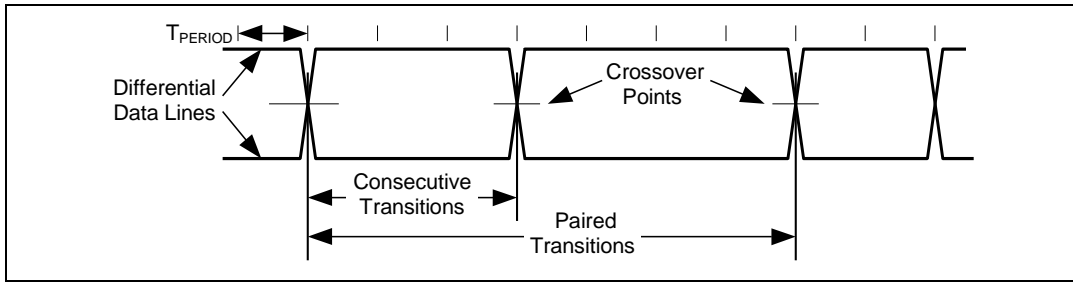 TPERIOD
Differential
Data Lines
Crossover
Points
Consecutive
Transitions
Paired
Transitions